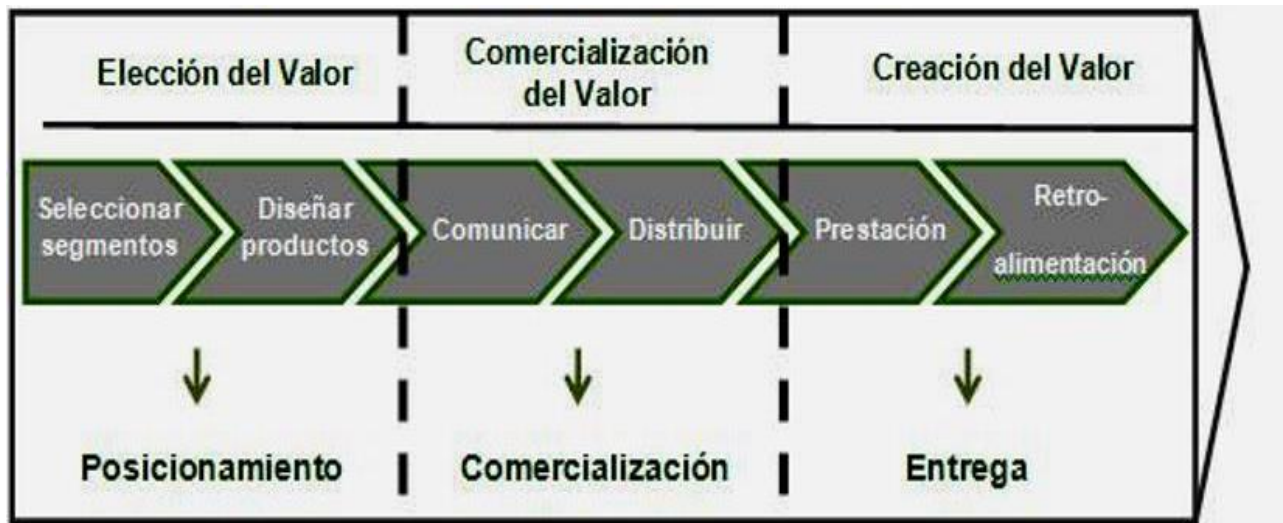 Elección del Valor
Comercialización
del Valor
Creación del Valor
Seleccionar
segmentos
Diseñar
productos
Comunicar
Distribuir
Prestación
Retro-
alimentación
Posicionamiento
Comercialización
Entrega